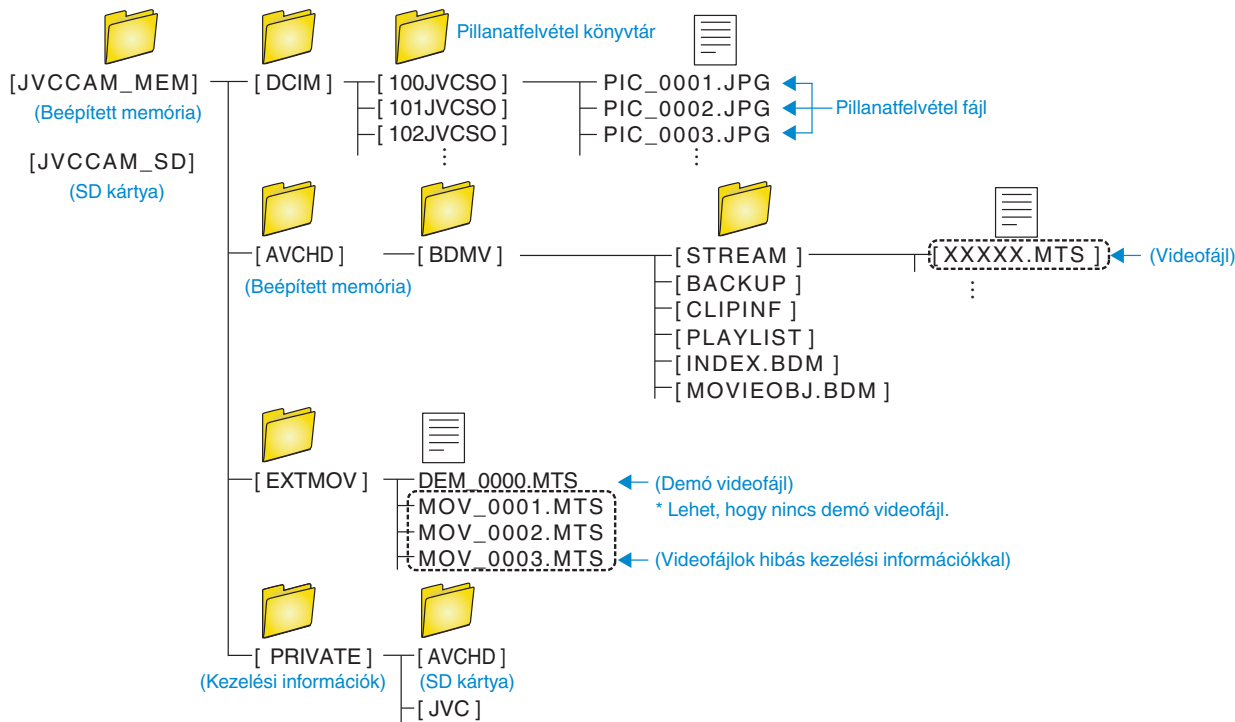 Pillanatfelvétel könyvtár
[JVCCAM_MEM]
(Beépített memória)
[JVCCAM_SD]
(SD kártya)
[ DCIM ]
[ 100JVCSO ]
[ 101JVCSO ]
[ 102JVCSO ]
PIC_0001.JPG
PIC_0002.JPG
PIC_0003.JPG
Pillanatfelvétel fájl
[ AVCHD ]
(Beépített memória)
[ BDMV ]
[ STREAM ]
[ BACKUP ]
[ CLIPINF ]
[ PLAYLIST ]
[ INDEX.BDM ]
[ MOVIEOBJ.BDM ]
[ XXXXX.MTS ]
(Videofájl)
[ EXTMOV ]
DEM_0000.MTS
(Demó videofájl)
* Lehet, hogy nincs demó videofájl.
MOV_0001.MTS
MOV_0002.MTS
MOV_0003.MTS
(Videofájlok hibás kezelési információkkal)
[ PRIVATE ]
(Kezelési információk)
[ AVCHD ]
(SD kártya)
[ JVC ]